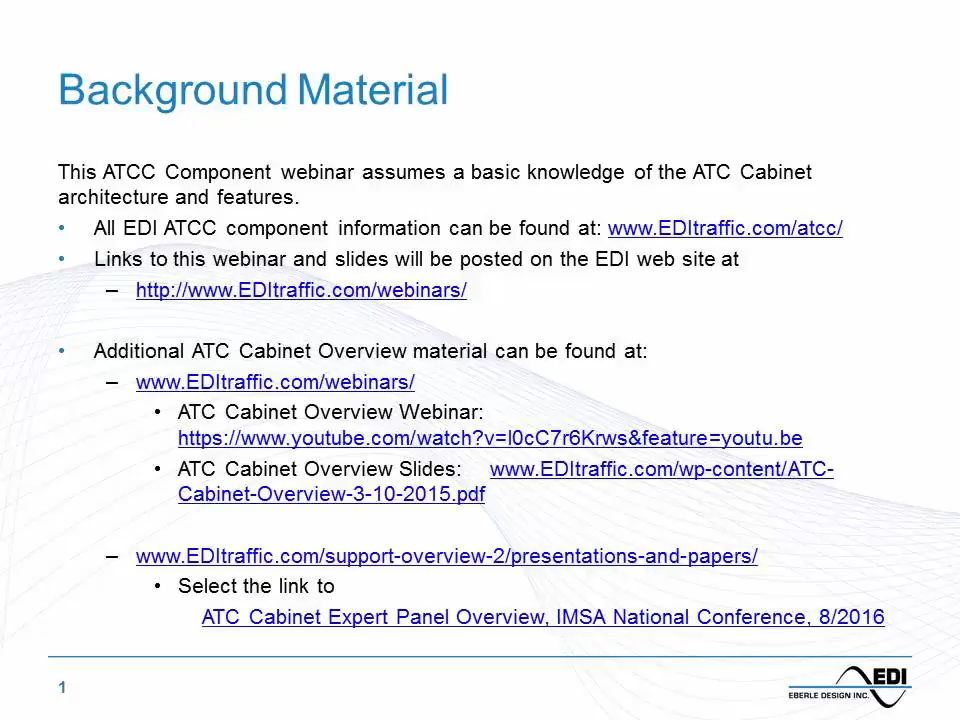 Background Material
This ATCC Component webinar assumes a basic knowledge of the ATC Cabinet
architecture and features.
• All EDI ATCC component information can be found at: www.EDItraffic.com/atcc/
• Links to this webinar and slides will be posted on the EDI web site at
– http://www.EDItraffic.com/webinars/
• Additional ATC Cabinet Overview material can be found at:
– www.EDItraffic.com/webinars/
• ATC Cabinet Overview Webinar:
https://www.youtube.com/watch?v=l0cC7r6Krws&feature=youtu.be
• ATC Cabinet Overview Slides: www.EDItraffic.com/wp-content/ATC-
Cabinet-Overview-3-10-2015.pdf
– www.EDItraffic.com/support-overview-2/presentations-and-papers/
• Select the link to
ATC Cabinet Expert Panel Overview, IMSA National Conference, 8/2016
1
EDI
EBERLE DESIGN INC.